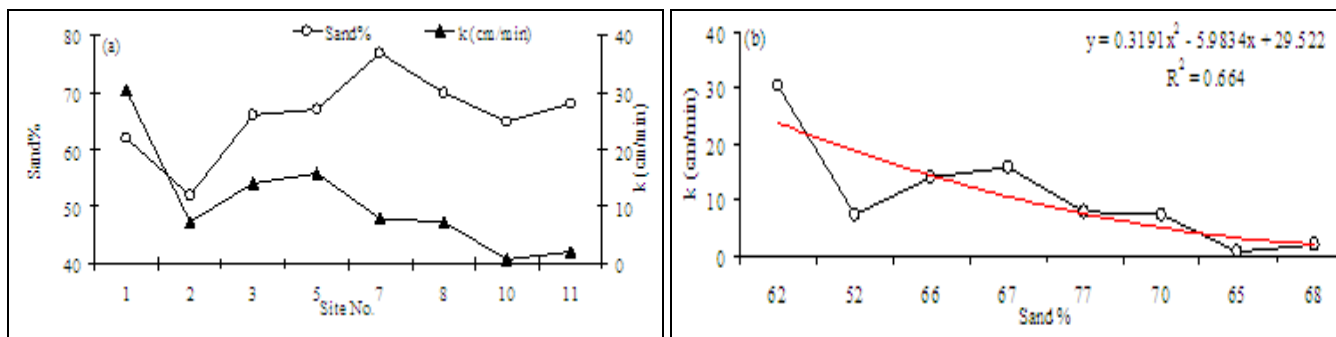 (a)
Sand%
k (cm/min)
80
70
60
50
40
Sand%
40
30
20
10
0
k (cm/min)
1 2 3 5 7 8 10 11
Site No.
(b)
y = 0.3191x² - 5.9834x + 29.522
R² = 0.664
40
30
20
10
0
k (cm/min)
62 52 66 67 77 70 65 68
Sand %